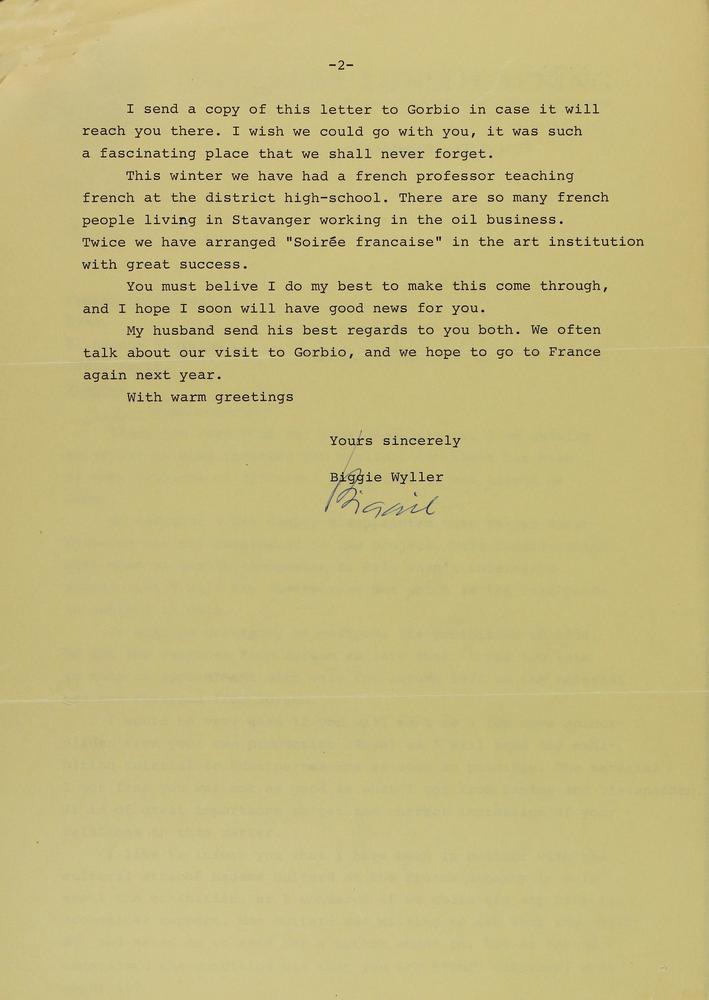 -2-
I send a copy of this letter to Gorbio in case it will
reach you there. I wish we could go with you, it was such
a fascinating place that we shall never forget.
This winter we have had a french professor teaching
french at the district high-school. There are so many french
people living in Stavanger working in the oil business.
Twice we have arranged "Soirée francaise" in the art institution
with great success.
You must belive I do my best to make this come through,
and I hope I soon will have good news for you.
My husband send his best regards to you both. We often
talk about our visit to Gorbio, and we hope to go to France
again next year.
With warm greetings
Yours sincerely
Biggie Wyller